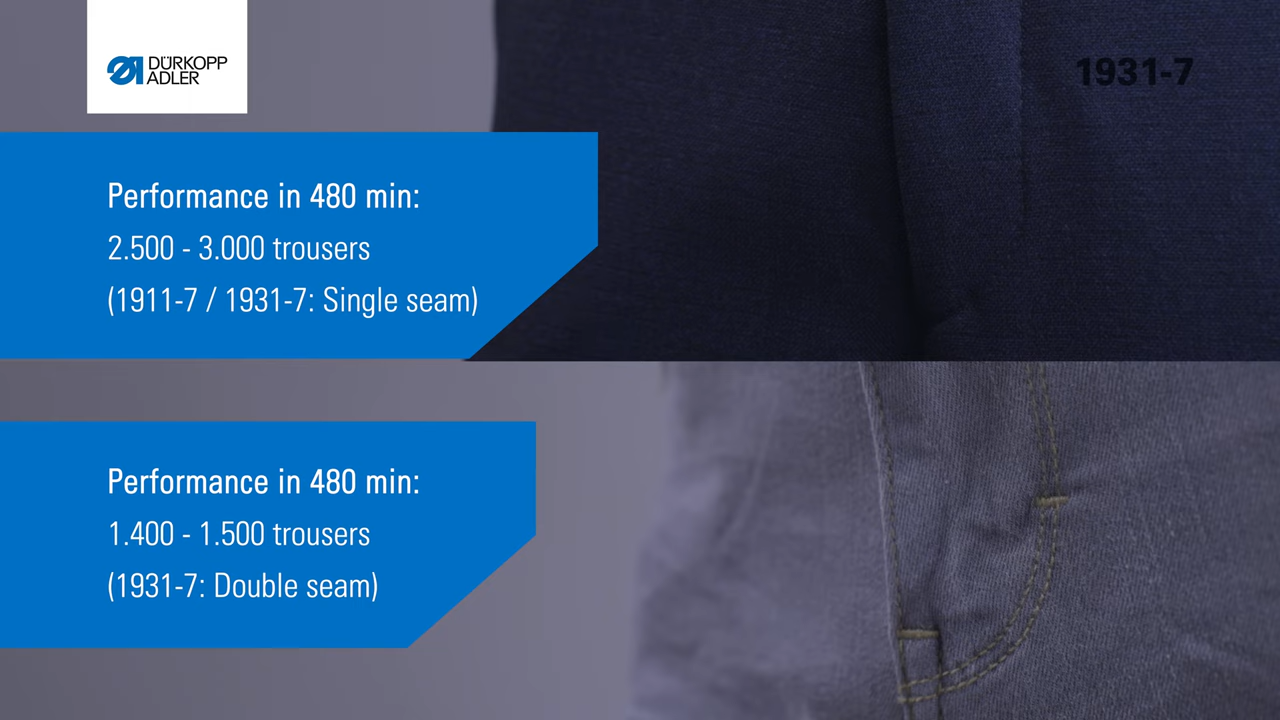 DÜRKOPP
ADLER
1931-7
Performance in 480 min:
2.500 - 3.000 trousers
(1911-7 / 1931-7: Single seam)
Performance in 480 min:
1.400 - 1.500 trousers
(1931-7: Double seam)